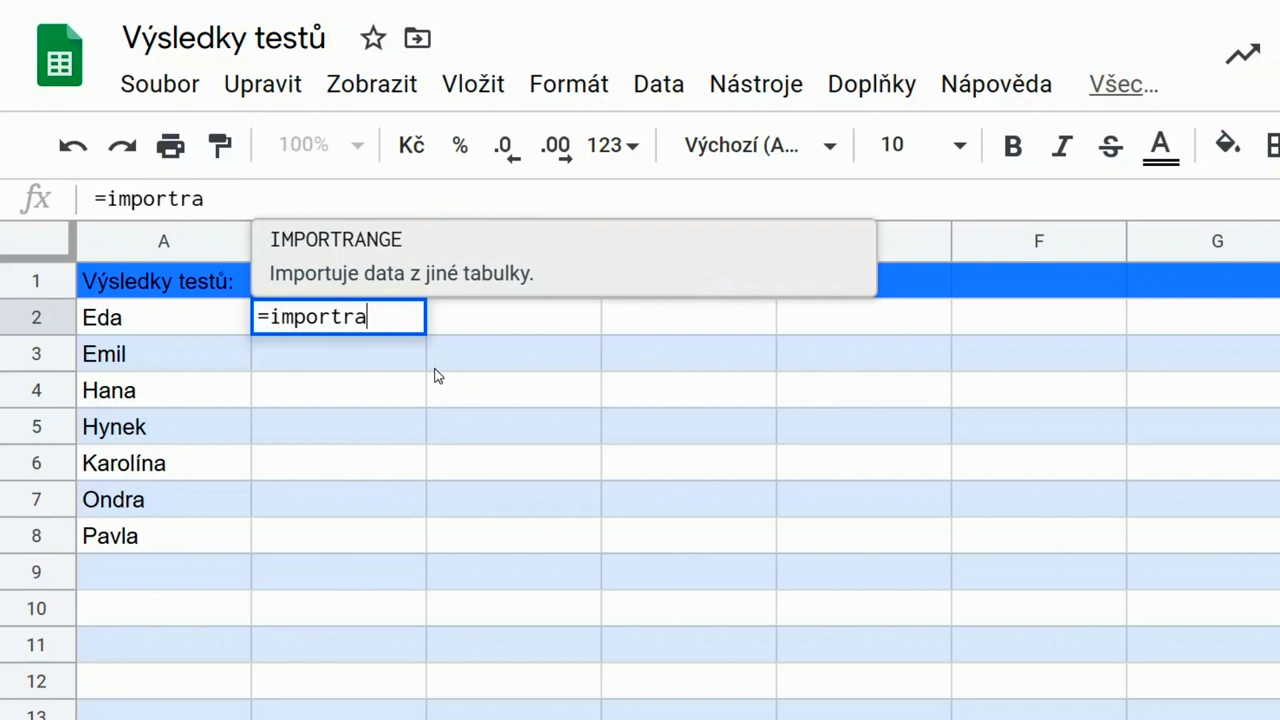 Výsledky testů
Soubor Upravit Zobrazit Vložit Formát Data Nástroje Doplňky Nápověda Všec...
100% Kč % .0 .00 123 Výchozí (A... 10 B I S A
fx =importra
A F G
IMPORTRANGE
Importuje data z jiné tabulky.
1 Výsledky testů:
2 Eda =importra
3 Emil
4 Hana
5 Hynek
6 Karolína
7 Ondra
8 Pavla
9
10
11
12
13